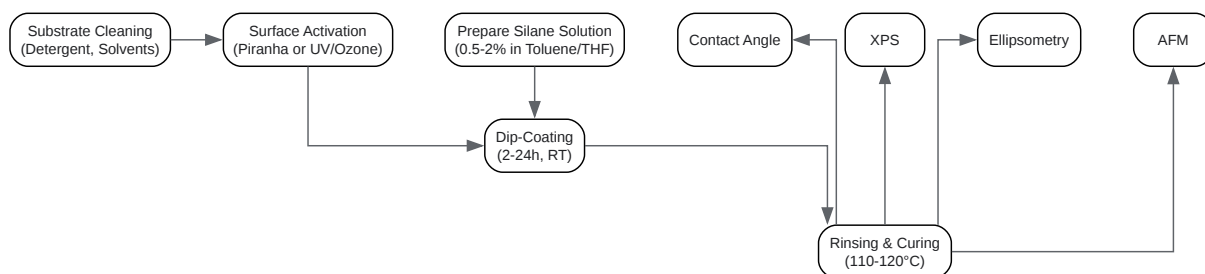 Substrate Cleaning
(Detergent, Solvents)
Surface Activation
(Piranha or UV/Ozone)
Prepare Silane Solution
(0.5-2% in Toluene/THF)
Contact Angle
XPS
Ellipsometry
AFM
Dip-Coating
(2-24h, RT)
Rinsing & Curing
(110-120°C)